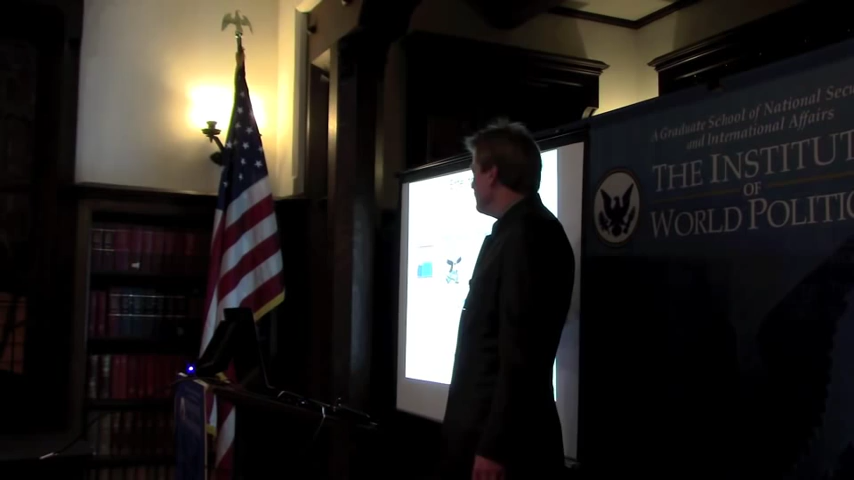 A Graduate School of National Secu
and International Affairs
THE INSTITUT
OF
WORLD POLITIC